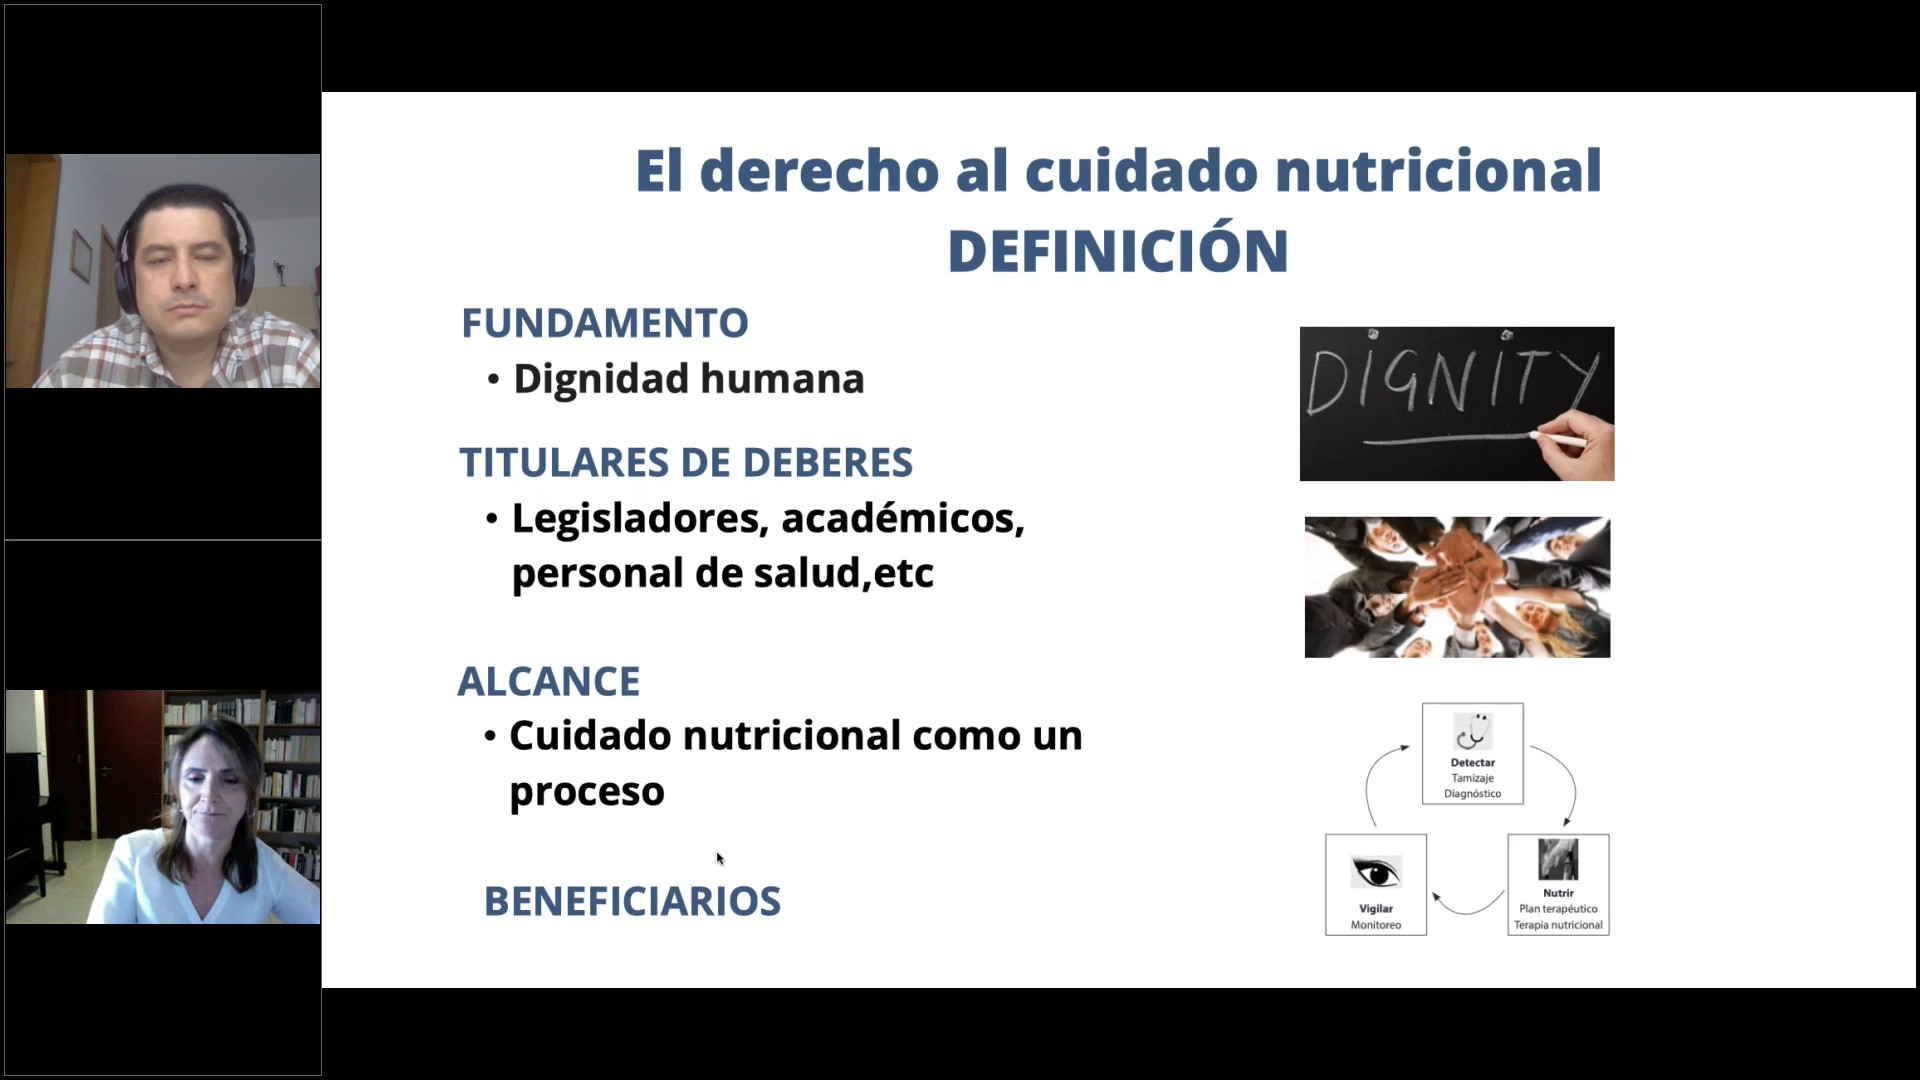 El derecho al cuidado nutricional
DEFINICIÓN
FUNDAMENTO
• Dignidad humana
TITULARES DE DEBERES
• Legisladores, académicos,
personal de salud,etc
ALCANCE
• Cuidado nutricional como un
proceso
BENEFICIARIOS
DIGNITY
Detectar
Tamizaje
Diagnóstico
Vigilar
Monitoreo
Nutrir
Plan terapéutico
Terapia nutricional